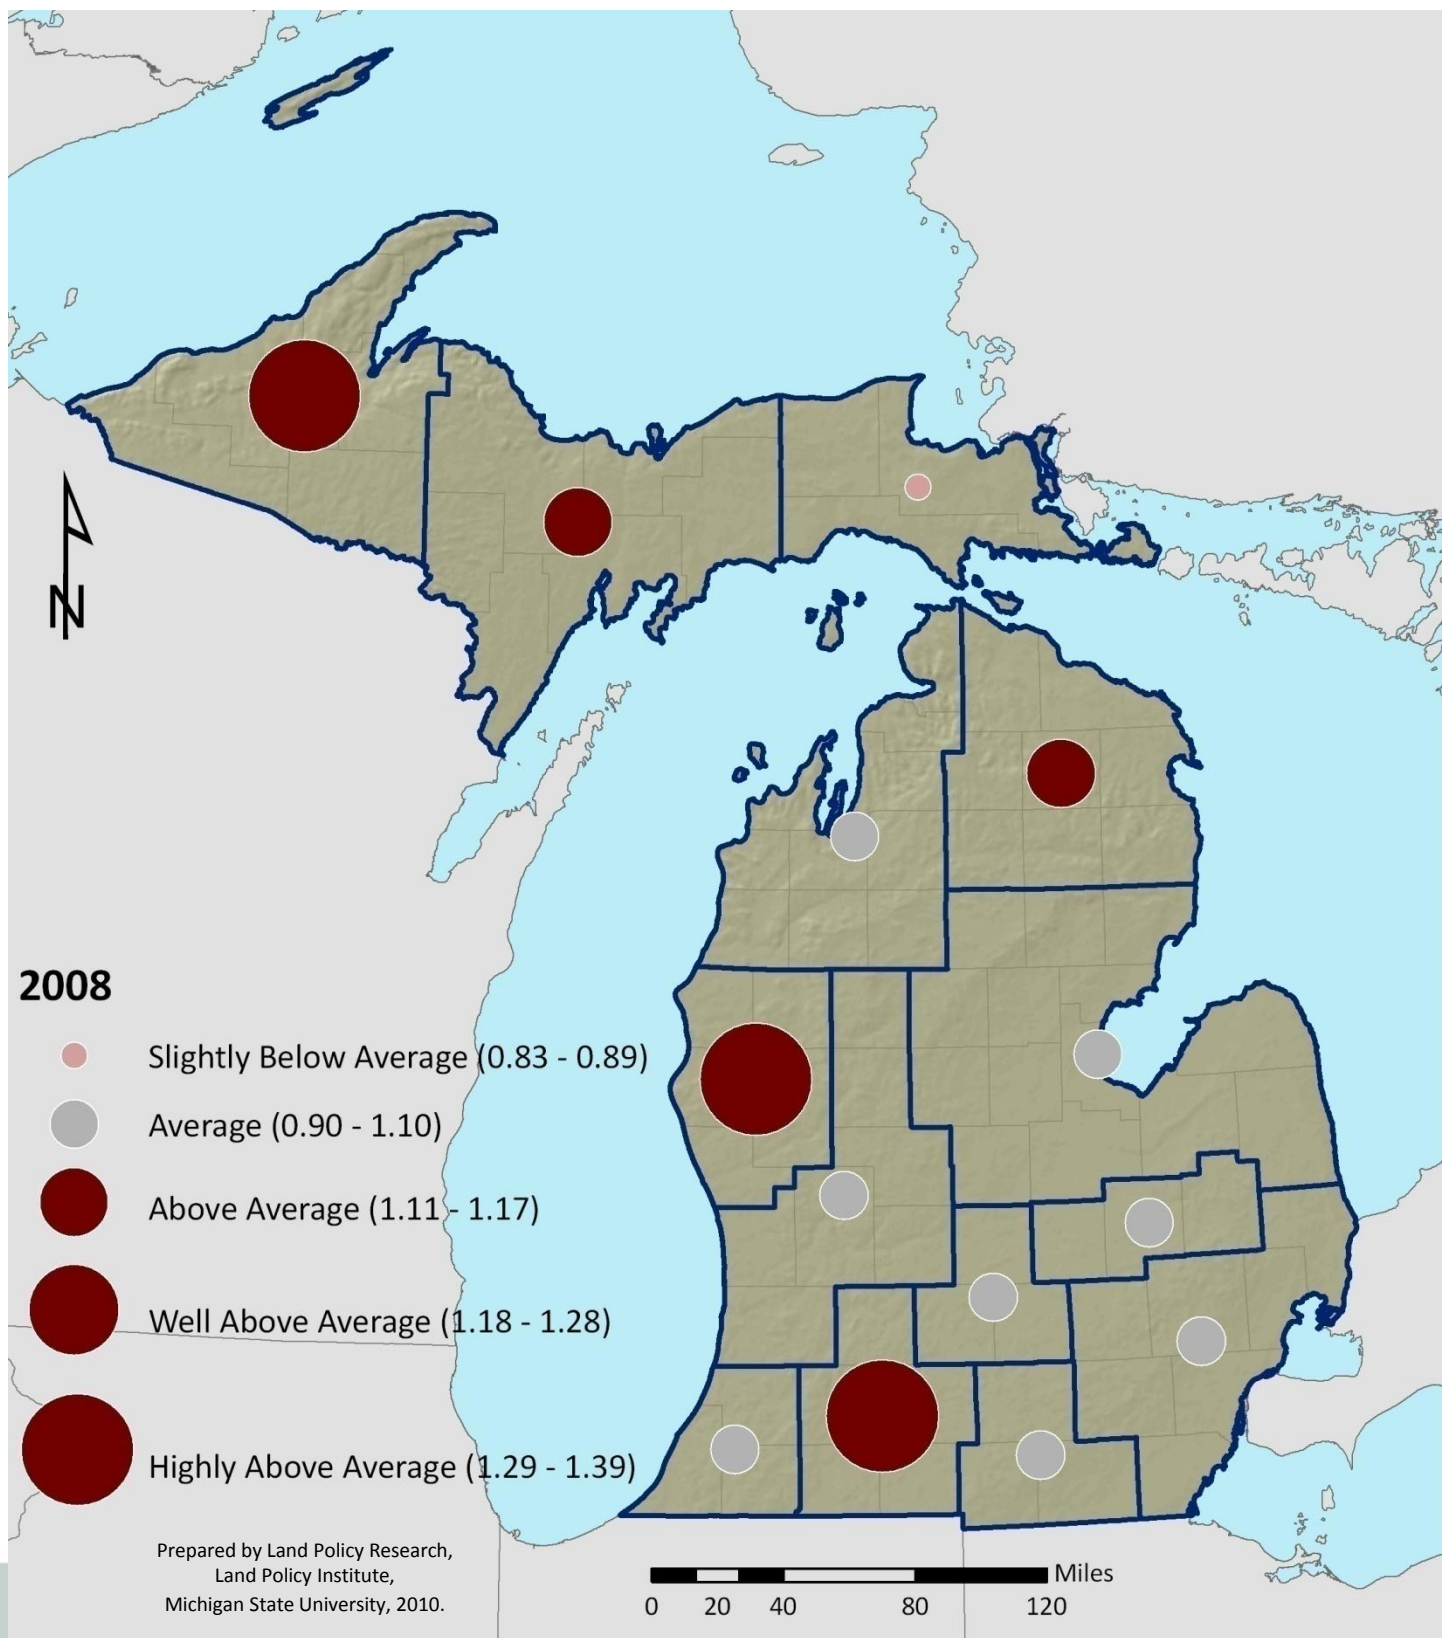 N
2008
Slightly Below Average (0.83 - 0.89)
Average (0.90 - 1.10)
Above Average (1.11 - 1.17)
Well Above Average (1.18 - 1.28)
Highly Above Average (1.29 - 1.39)
Prepared by Land Policy Research,
Land Policy Institute,
Michigan State University, 2010.
Miles
0 20 40 80 120